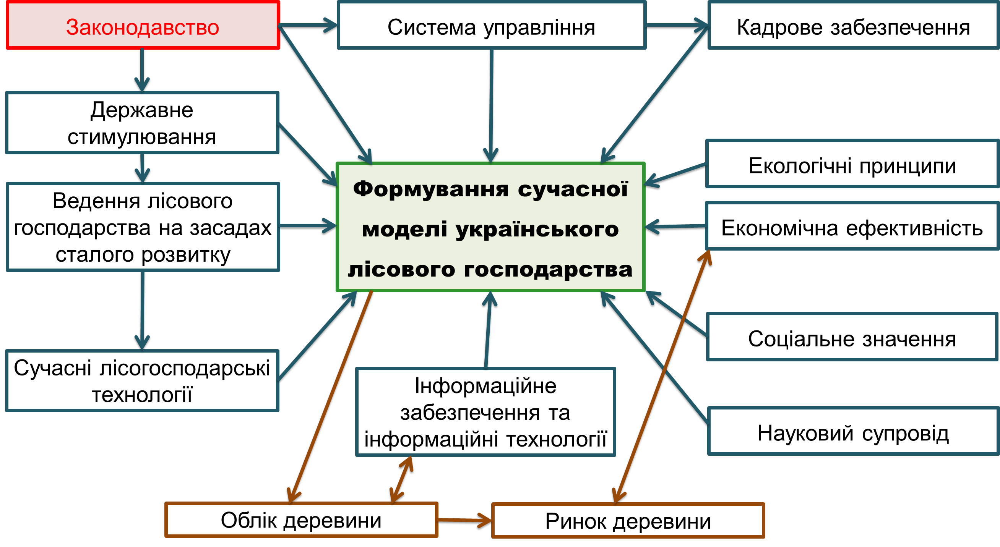 Законодавство
Система управління
Кадрове забезпечення
Державне
стимулювання
Ведення лісового
господарства на засадах
сталого розвитку
Формування сучасної
моделі українського
лісового господарства
Екологічні принципи
Економічна ефективність
Соціальне значення
Сучасні лісогосподарські
технології
Інформаційне
забезпечення та
інформаційні технології
Науковий супровід
Облік деревини
Ринок деревини